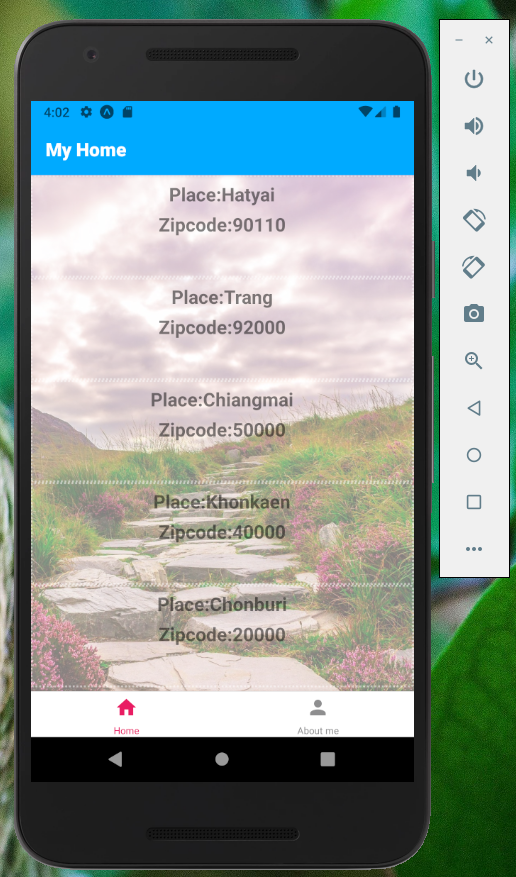 4:02
My Home
Place:Hatyai
Zipcode:90110
Place:Trang
Zipcode:92000
Place:Chiangmai
Zipcode:50000
Place:Khonkaen
Zipcode:40000
Place:Chonburi
Zipcode:20000
Home
About me